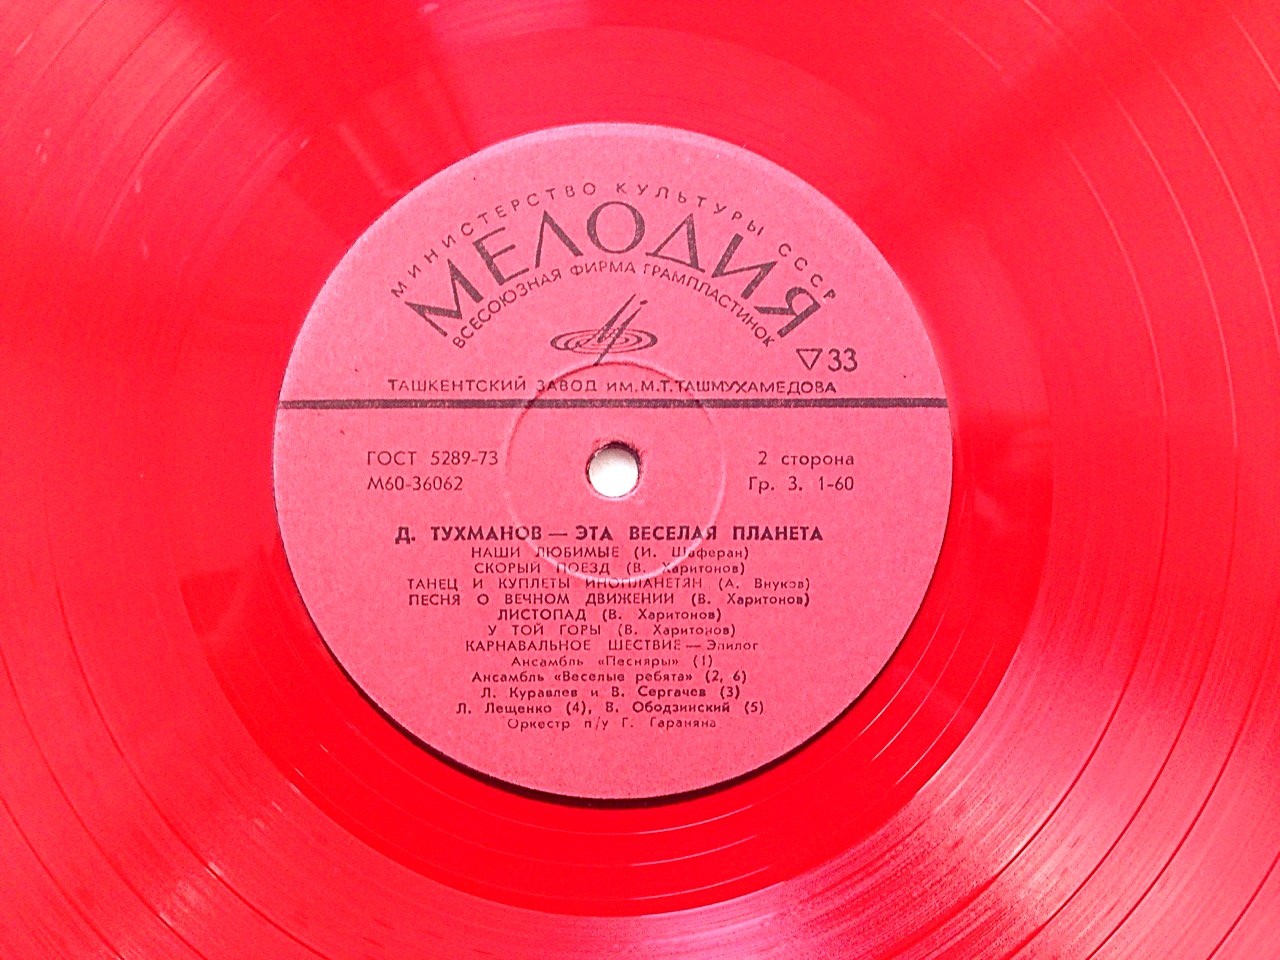 МИНИСТЕРСТВО КУЛЬТУРЫ СССР
МЕЛОДИЯ
ВСЕСОЮЗНАЯ ФИРМА ГРАМПЛАСТИНОК
▽33
ТАШКЕНТСКИЙ ЗАВОД ИМ. М.Т.ТАШМУХАМЕДОВА
ГОСТ 5289-73 2 сторона
М60-36062 Гр. 3. 1-60
Д. ТУХМАНОВ — ЭТА ВЕСЕЛАЯ ПЛАНЕТА
НАШИ ЛЮБИМЫЕ (И. Шаферан)
СКОРЫЙ ПОЕЗД (В. Харитонов)
ТАНЕЦ И КУПЛЕТЫ ИНОПЛАНЕТЯН (А. Внуков)
ПЕСНЯ О ВЕЧНОМ ДВИЖЕНИИ (В. Харитонов)
ЛИСТОПАД (В. Харитонов)
У ТОЙ ГОРЫ (В. Харитонов)
КАРНАВАЛЬНОЕ ШЕСТВИЕ — Эпилог
Ансамбль «Песняры» (1)
Ансамбль «Веселые ребята» (2, 6)
Л. Куравлев и В. Сергачев (3)
Л. Лещенко (4), В. Ободзинский (5)
Оркестр п/у Г. Гараняна